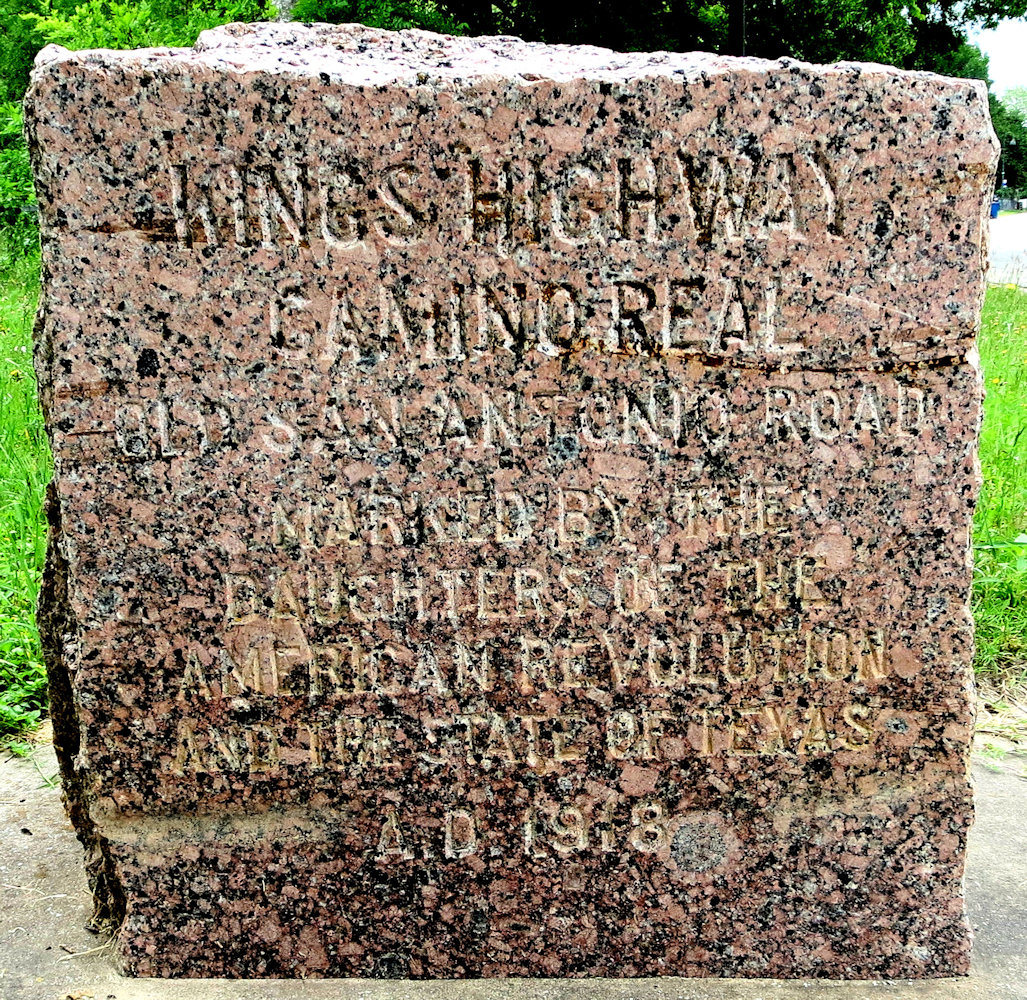 KINGS HIGHWAY
CAMINO REAL
OLD SAN ANTONIO ROAD
MARKED BY THE
DAUGHTERS OF THE
AMERICAN REVOLUTION
AND THE STATE OF TEXAS
A.D. 1918